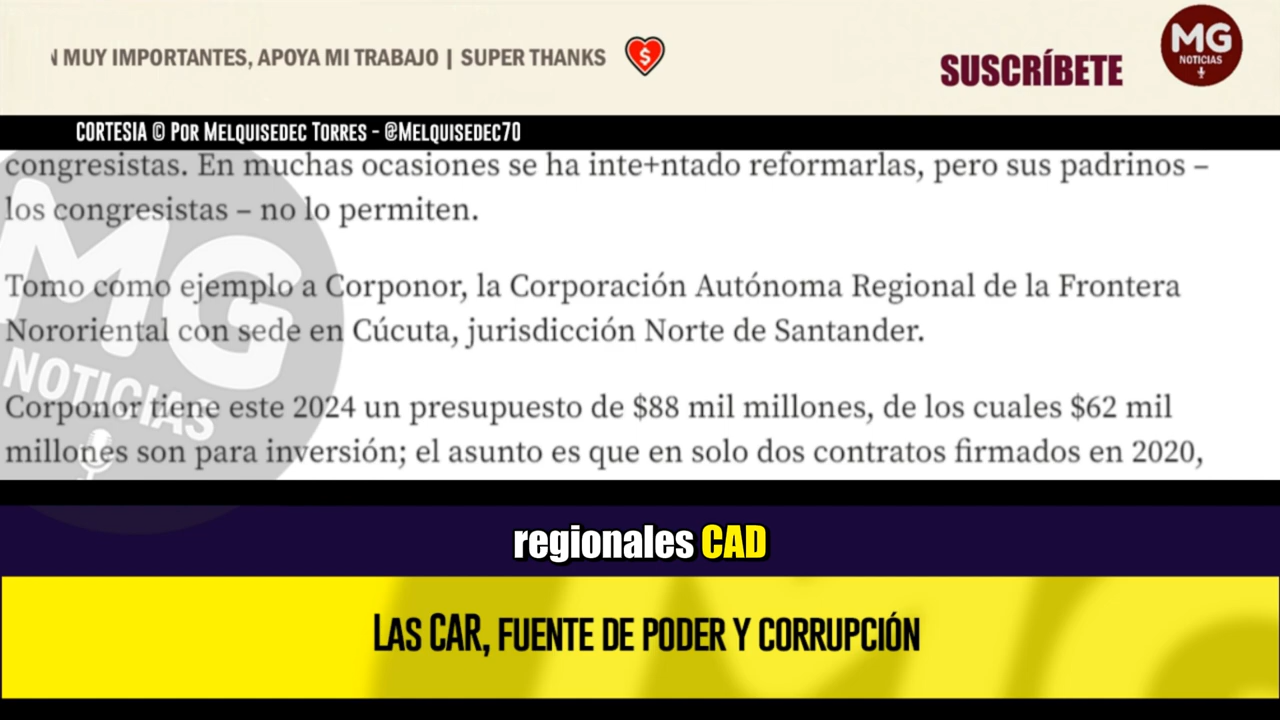 N MUY IMPORTANTES, APOYA MI TRABAJO | SUPER THANKS
$
SUSCRÍBETE
MG
NOTICIAS
CORTESIA © POR MELQUISEDEC TORRES - @MELQUISEDEC70
congresistas. En muchas ocasiones se ha inte+ntado reformarlas, pero sus padrinos –
los congresistas – no lo permiten.
Tomo como ejemplo a Corponor, la Corporación Autónoma Regional de la Frontera
Nororiental con sede en Cúcuta, jurisdicción Norte de Santander.
Corponor tiene este 2024 un presupuesto de $88 mil millones, de los cuales $62 mil
millones son para inversión; el asunto es que en solo dos contratos firmados en 2020,
MG
NOTICIAS
regionales CAD
LAS CAR, FUENTE DE PODER Y CORRUPCIÓN